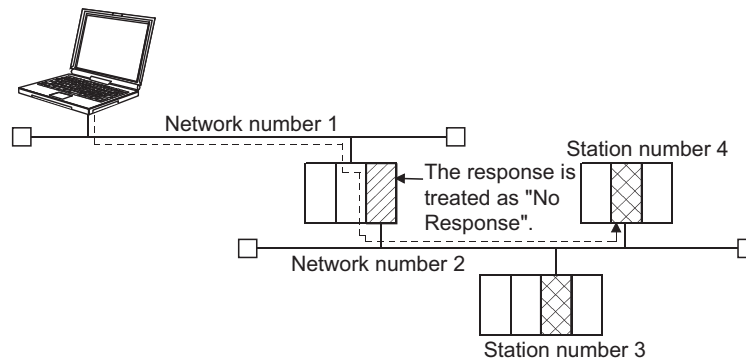 Network number 1
Station number 4
The response is
treated as "No
Response".
Network number 2
Station number 3